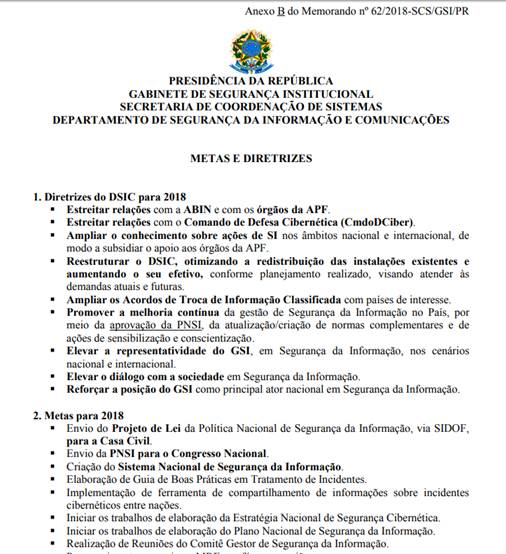 Anexo B do Memorando nº 62/2018-SCS/GSI/PR
PRESIDÊNCIA DA REPÚBLICA
GABINETE DE SEGURANÇA INSTITUCIONAL
SECRETARIA DE COORDENAÇÃO DE SISTEMAS
DEPARTAMENTO DE SEGURANÇA DA INFORMAÇÃO E COMUNICAÇÕES
METAS E DIRETRIZES
1. Diretrizes do DSIC para 2018
▪ Estreitar relações com a ABIN e com os órgãos da APF.
▪ Estreitar relações com o Comando de Defesa Cibernética (CmdoDCiber).
▪ Ampliar o conhecimento sobre ações de SI nos âmbitos nacional e internacional, de
modo a subsidiar o apoio aos órgãos da APF.
▪ Reestruturar o DSIC, otimizando a redistribuição das instalações existentes e
aumentando o seu efetivo, conforme planejamento realizado, visando atender às
demandas atuais e futuras.
▪ Ampliar os Acordos de Troca de Informação Classificada com países de interesse.
▪ Promover a melhoria contínua da gestão de Segurança da Informação no País, por
meio da aprovação da PNSI, da atualização/criação de normas complementares e de
ações de sensibilização e conscientização.
▪ Elevar a representatividade do GSI, em Segurança da Informação, nos cenários
nacional e internacional.
▪ Elevar o diálogo com a sociedade em Segurança da Informação.
▪ Reforçar a posição do GSI como principal ator nacional em Segurança da Informação.
2. Metas para 2018
▪ Envio do Projeto de Lei da Política Nacional de Segurança da Informação, via SIDOF,
para a Casa Civil.
▪ Envio da PNSI para o Congresso Nacional.
▪ Criação do Sistema Nacional de Segurança da Informação.
▪ Elaboração de Guia de Boas Práticas em Tratamento de Incidentes.
▪ Implementação de ferramenta de compartilhamento de informações sobre incidentes
cibernéticos entre nações.
▪ Iniciar os trabalhos de elaboração da Estratégia Nacional de Segurança Cibernética.
▪ Iniciar os trabalhos de elaboração do Plano Nacional de Segurança da Informação.
▪ Realização de Reuniões do Comitê Gestor de Segurança da Informação.